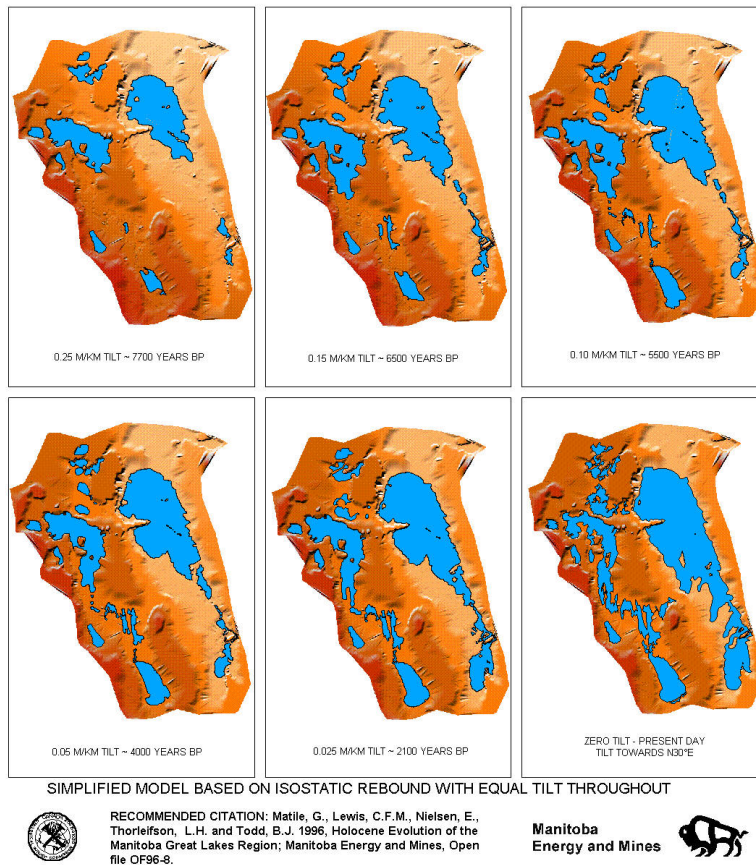 0.25 M/KM TILT ~ 7700 YEARS BP
0.15 M/KM TILT ~ 6500 YEARS BP
0.10 M/KM TILT ~ 5500 YEARS BP
0.05 M/KM TILT ~ 4000 YEARS BP
0.025 M/KM TILT ~ 2100 YEARS BP
ZERO TILT - PRESENT DAY
TILT TOWARDS N30°E
SIMPLIFIED MODEL BASED ON ISOSTATIC REBOUND WITH EQUAL TILT THROUGHOUT
RECOMMENDED CITATION: Matile, G., Lewis, C.F.M., Nielsen, E.,
Thorleifson, L.H. and Todd, B.J. 1996, Holocene Evolution of the
Manitoba Great Lakes Region; Manitoba Energy and Mines, Open
file OF96-8.
Manitoba
Energy and Mines